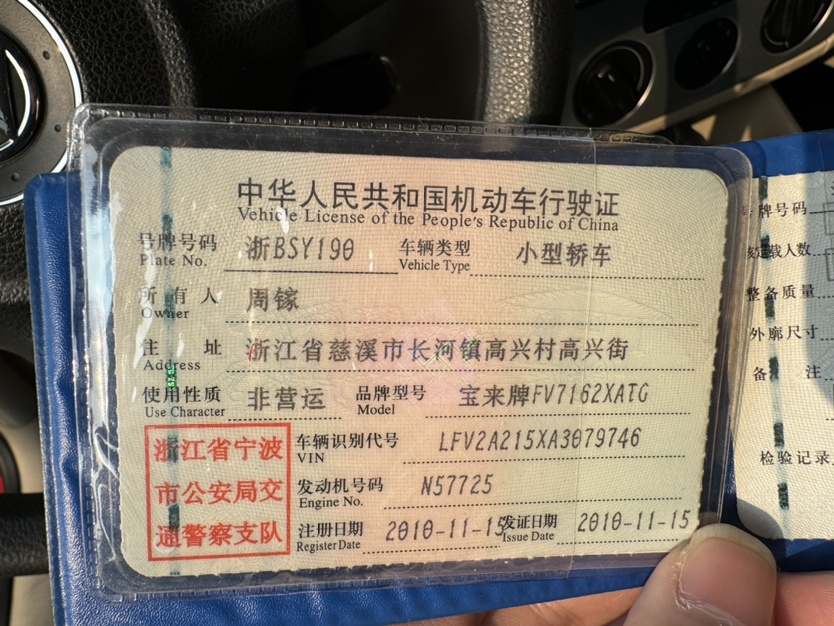 中华人民共和国机动车行驶证
Vehicle License of the People's Republic of China
号牌号码 浙BSY190 车辆类型 小型轿车
Plate No. Vehicle Type
所有人 周镓
Owner
住址 浙江省慈溪市长河镇高兴村高兴街
Address
使用性质 非营运 品牌型号 宝来牌FV7162XATG
Use Character Model
浙江省宁波
市公安局交
通警察支队
车辆识别代号 LFV2A215XA3079746
VIN
发动机号码 N57725
Engine No.
注册日期 2010-11-15 发证日期 2010-11-15
Register Date Issue Date
号牌号码
核定载人数
整备质量
外廓尺寸
备注
检验记录